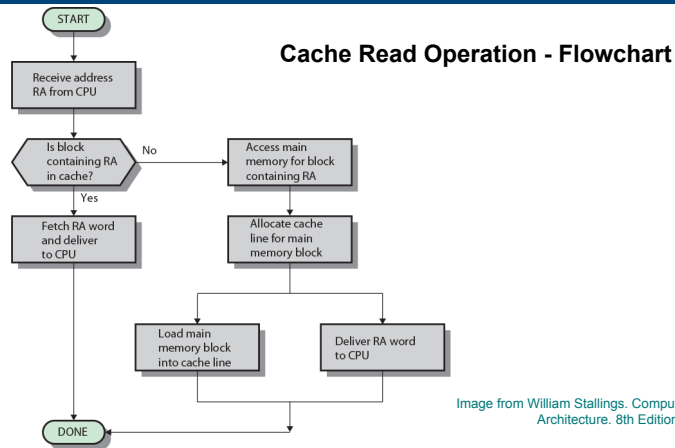 START
Cache Read Operation - Flowchart
Receive address
RA from CPU
Is block
containing RA
in cache?
No
Access main
memory for block
containing RA
Yes
Fetch RA word
and deliver
to CPU
Allocate cache
line for main
memory block
Load main
memory block
into cache line
Deliver RA word
to CPU
Image from William Stallings. Compu
Architecture. 8th Edition
DONE